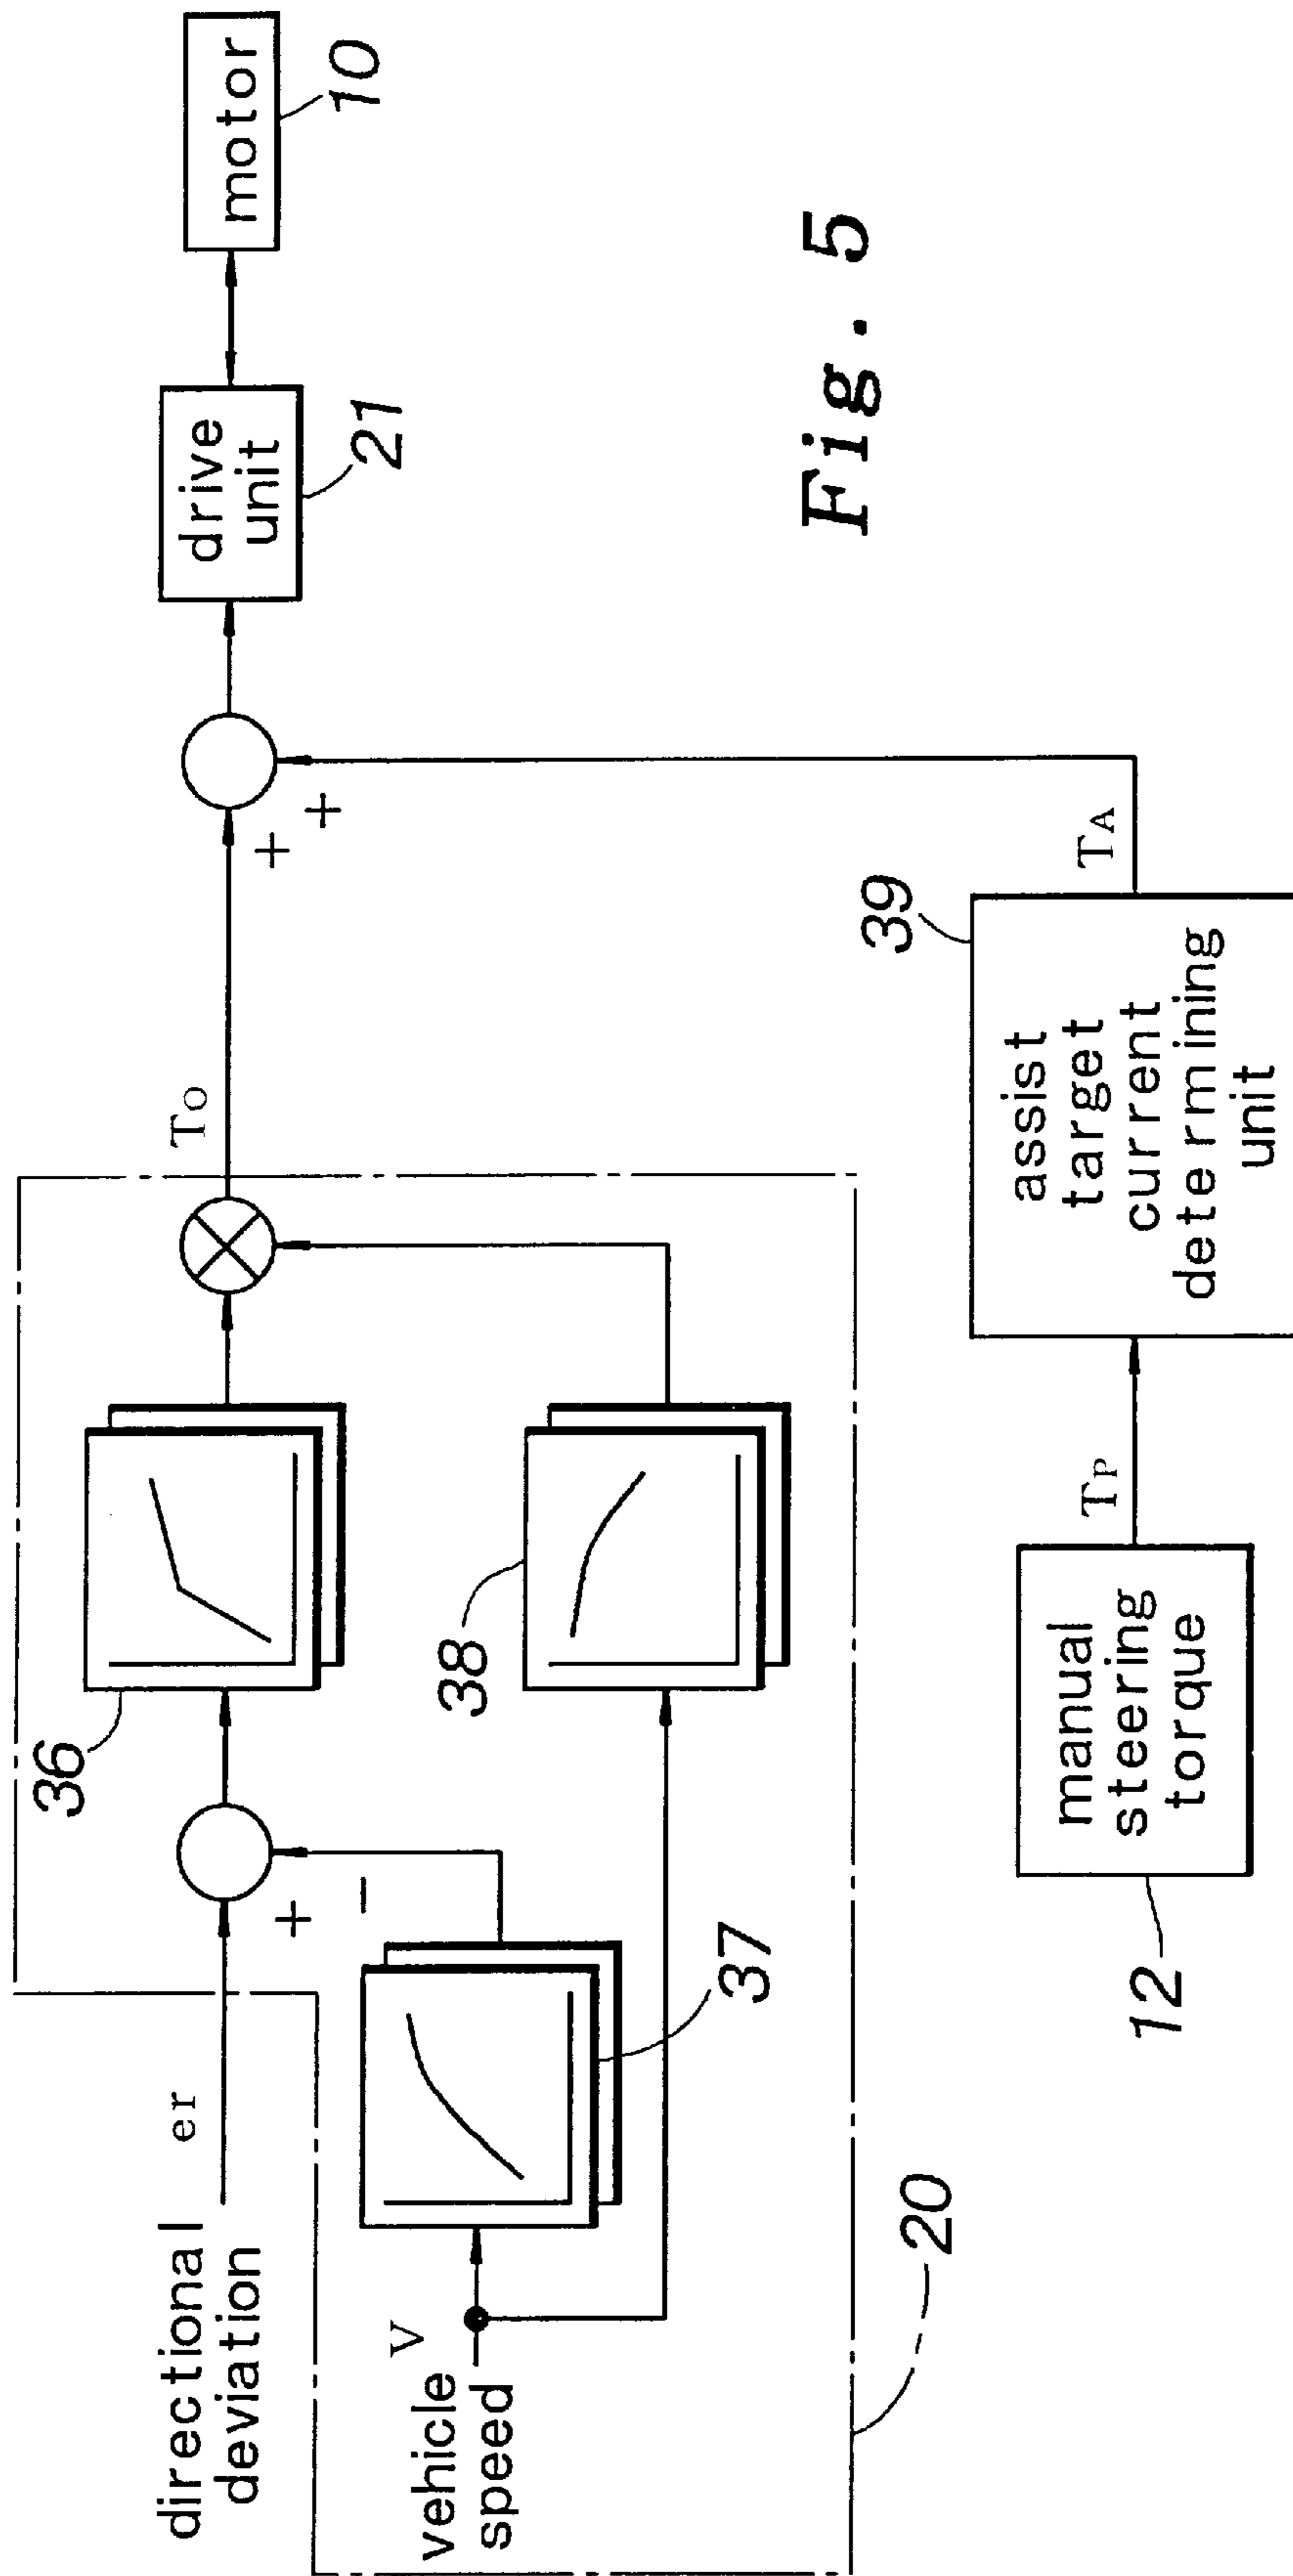 directional
deviation
er
+
−
36
To
+
+
drive
unit
21
motor
10
V
vehicle
speed
37
38
20
Fig. 5
manual
steering
torque
12
TP
assist
target
current
determining
unit
39
TA